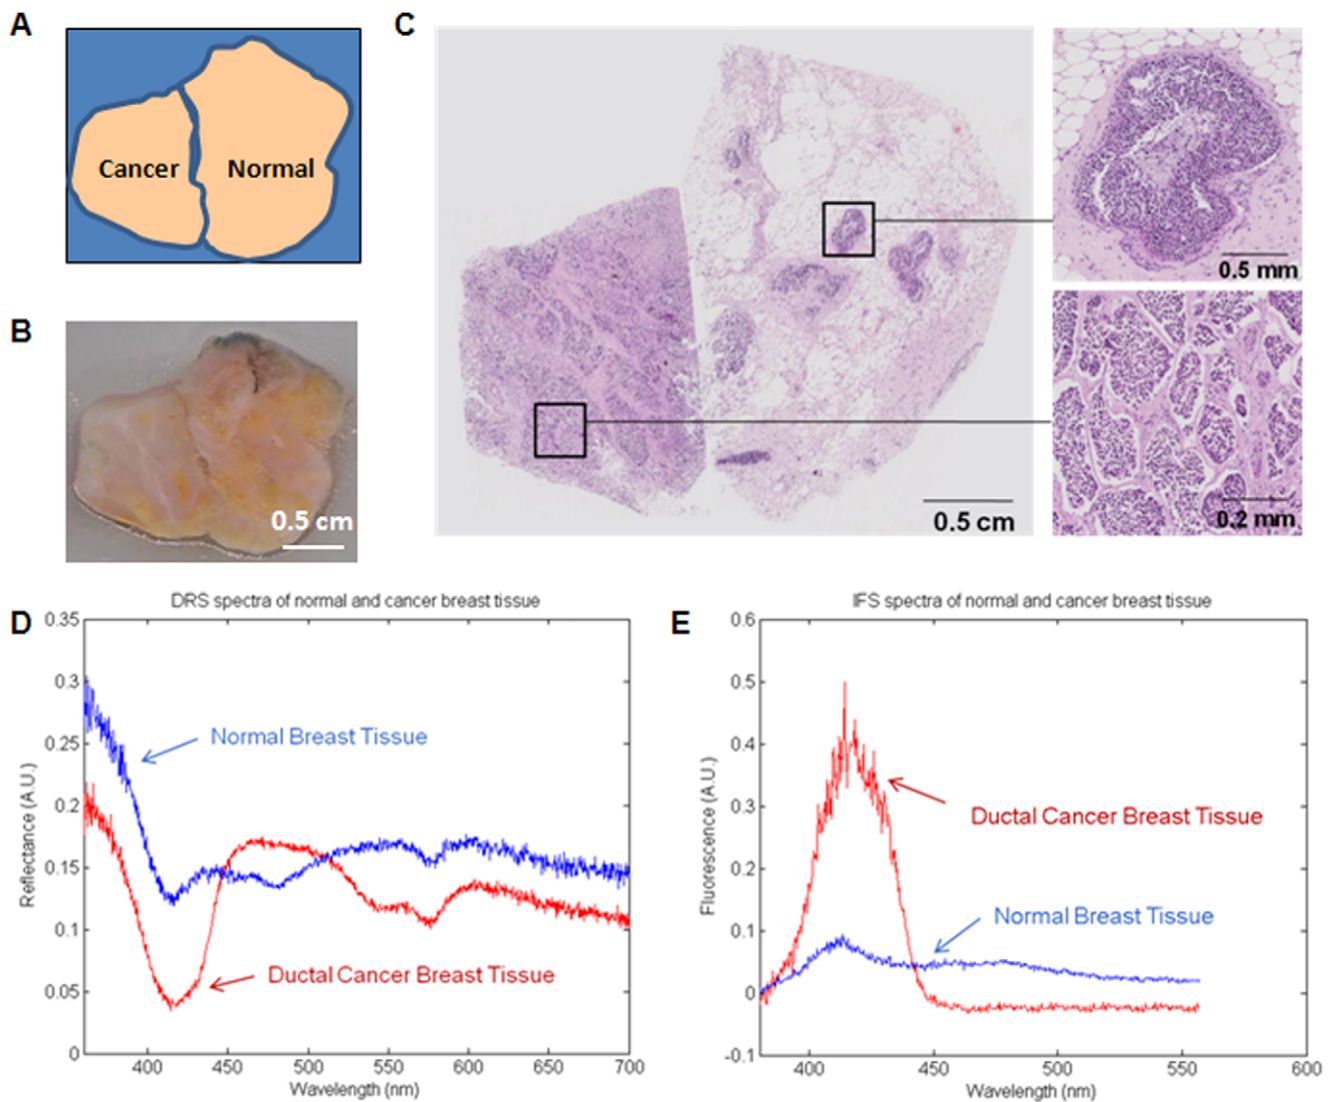 A
Cancer
Normal
B
0.5 cm
C
0.5 cm
0.5 mm
0.2 mm
D
DRS spectra of normal and cancer breast tissue
0.35
0.3
0.25
0.2
0.15
0.1
0.05
0
Reflectance (A.U.)
Normal Breast Tissue
Ductal Cancer Breast Tissue
400
450
500
550
600
650
700
Wavelength (nm)
E
IFS spectra of normal and cancer breast tissue
0.6
0.5
0.4
0.3
0.2
0.1
0
-0.1
Fluorescence (A.U.)
Ductal Cancer Breast Tissue
Normal Breast Tissue
400
450
500
550
600
Wavelength (nm)